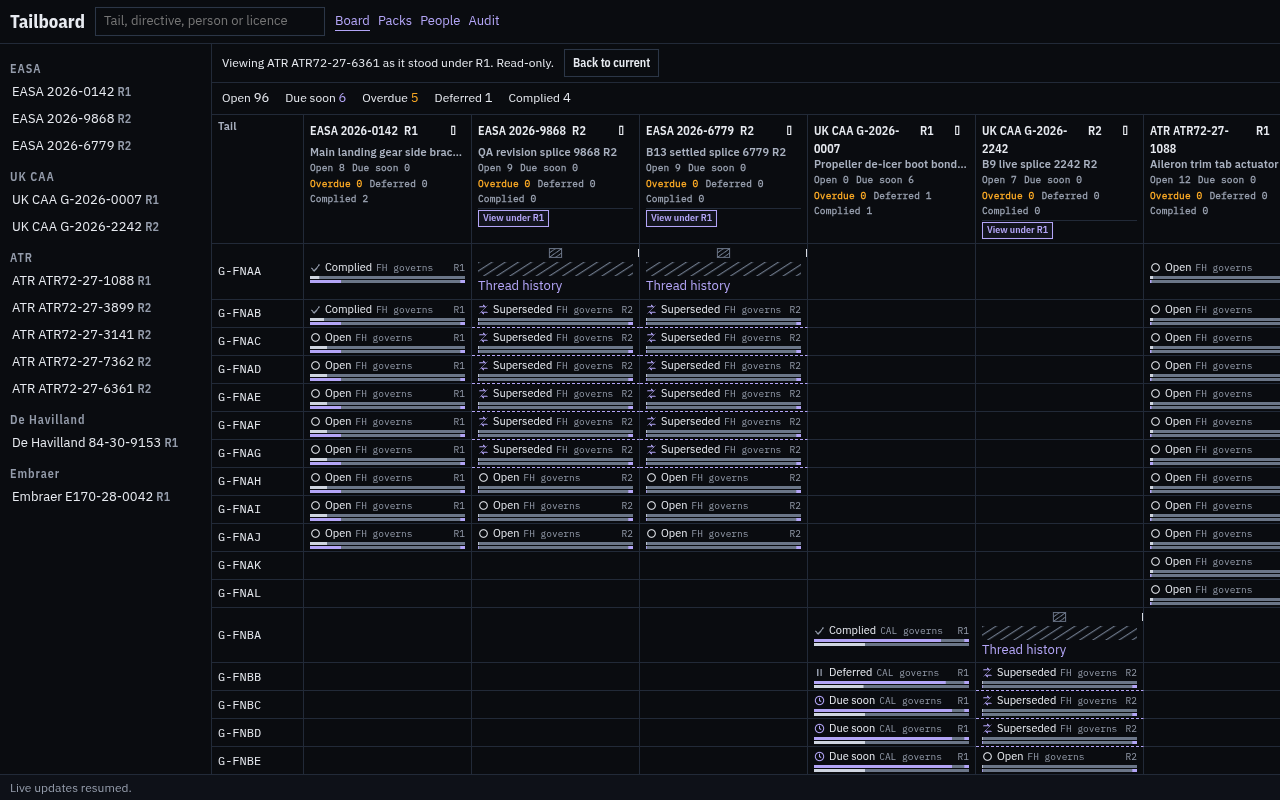 Tailboard
Tail, directive, person or licence
Board Packs People Audit
EASA
EASA 2026-0142 R1
EASA 2026-9868 R2
EASA 2026-6779 R2
UK CAA
UK CAA G-2026-0007 R1
UK CAA G-2026-2242 R2
ATR
ATR ATR72-27-1088 R1
ATR ATR72-27-3899 R2
ATR ATR72-27-3141 R2
ATR ATR72-27-7362 R2
ATR ATR72-27-6361 R2
De Havilland
De Havilland 84-30-9153 R1
Embraer
Embraer E170-28-0042 R1
Viewing ATR ATR72-27-6361 as it stood under R1. Read-only. Back to current
Open 96 Due soon 6 Overdue 5 Deferred 1 Complied 4
Tail
EASA 2026-0142 R1
Main landing gear side brac...
Open 8 Due soon 0
Overdue 0 Deferred 0
Complied 2
EASA 2026-9868 R2
QA revision splice 9868 R2
Open 9 Due soon 0
Overdue 0 Deferred 0
Complied 0
View under R1
EASA 2026-6779 R2
B13 settled splice 6779 R2
Open 9 Due soon 0
Overdue 0 Deferred 0
Complied 0
View under R1
UK CAA G-2026-0007 R1
Propeller de-icer boot bond...
Open 0 Due soon 6
Overdue 0 Deferred 1
Complied 1
UK CAA G-2026-2242 R2
B9 live splice 2242 R2
Open 7 Due soon 0
Overdue 0 Deferred 0
Complied 0
View under R1
ATR ATR72-27-1088 R1
Aileron trim tab actuator
Open 12 Due soon 0
Overdue 0 Deferred 0
Complied 0
G-FNAA Complied FH governs R1 Thread history Thread history Open FH governs
G-FNAB Complied FH governs R1 Superseded FH governs R2 Superseded FH governs R2 Open FH governs
G-FNAC Open FH governs R1 Superseded FH governs R2 Superseded FH governs R2 Open FH governs
G-FNAD Open FH governs R1 Superseded FH governs R2 Superseded FH governs R2 Open FH governs
G-FNAE Open FH governs R1 Superseded FH governs R2 Superseded FH governs R2 Open FH governs
G-FNAF Open FH governs R1 Superseded FH governs R2 Superseded FH governs R2 Open FH governs
G-FNAG Open FH governs R1 Superseded FH governs R2 Superseded FH governs R2 Open FH governs
G-FNAH Open FH governs R1 Open FH governs R2 Open FH governs R2 Open FH governs
G-FNAI Open FH governs R1 Open FH governs R2 Open FH governs R2 Open FH governs
G-FNAJ Open FH governs R1 Open FH governs R2 Open FH governs R2 Open FH governs
G-FNAK Open FH governs
G-FNAL Open FH governs
G-FNBA Complied CAL governs R1 Thread history
G-FNBB Deferred CAL governs R1 Superseded FH governs R2
G-FNBC Due soon CAL governs R1 Superseded FH governs R2
G-FNBD Due soon CAL governs R1 Superseded FH governs R2
G-FNBE Due soon CAL governs R1 Open FH governs R2
Live updates resumed.